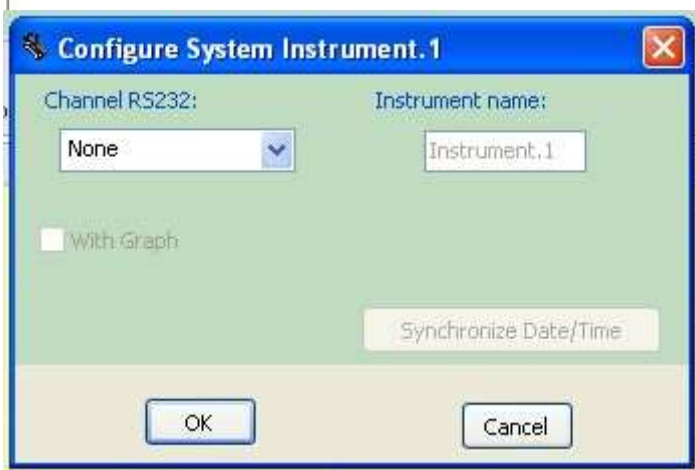 Configure System Instrument.1
Channel RS232: Instrument name:
None Instrument.1
With Graph
Synchronize Date/Time
OK Cancel